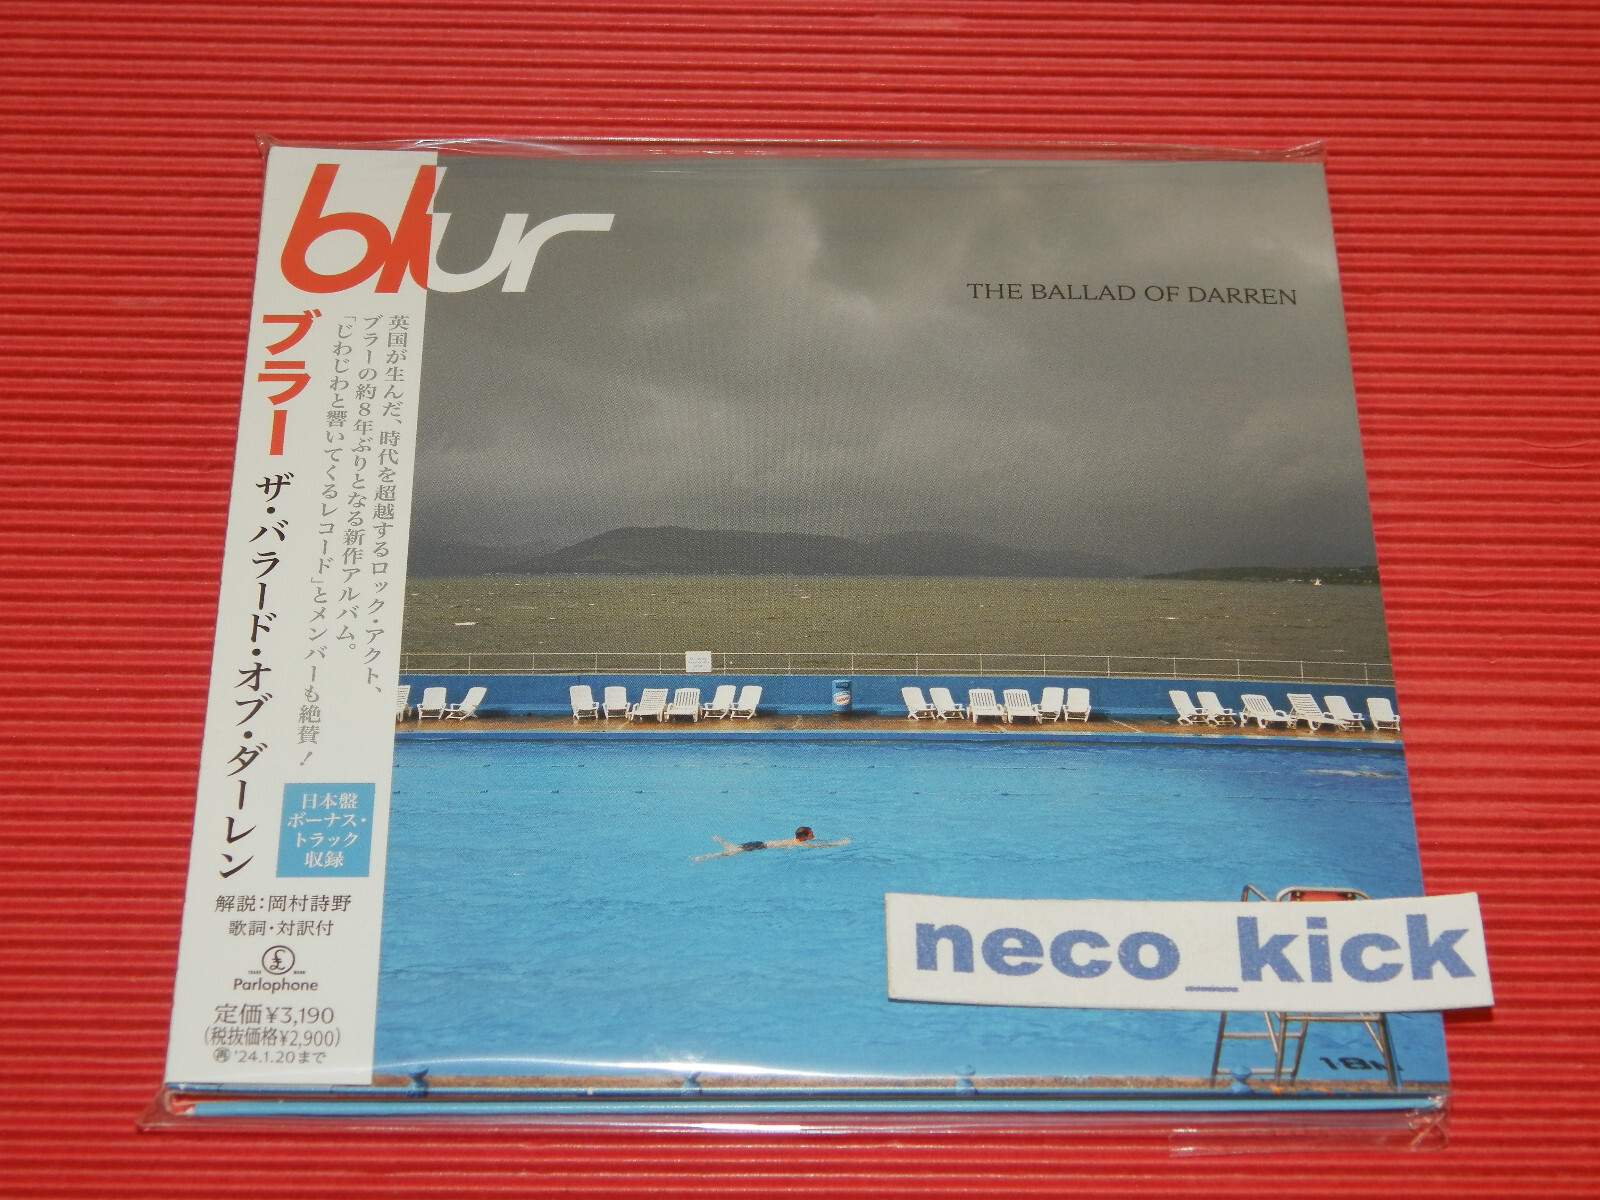 blur
THE BALLAD OF DARREN
ブラー
ザ・バラード・オブ・ダーレン
英国が生んだ、時代を超越するロック・アクト、
ブラーの約8年ぶりとなる新作アルバム。
「じわじわと響いてくるレコード」とメンバーも絶賛！
日本盤
ボーナス・
トラック
収録
解説：岡村詩野
歌詞・対訳付
£
TRADE MARK
Parlophone
定価¥3,190
(税抜価格¥2,900)
㊢'24.1.20まで
neco_kick
18M